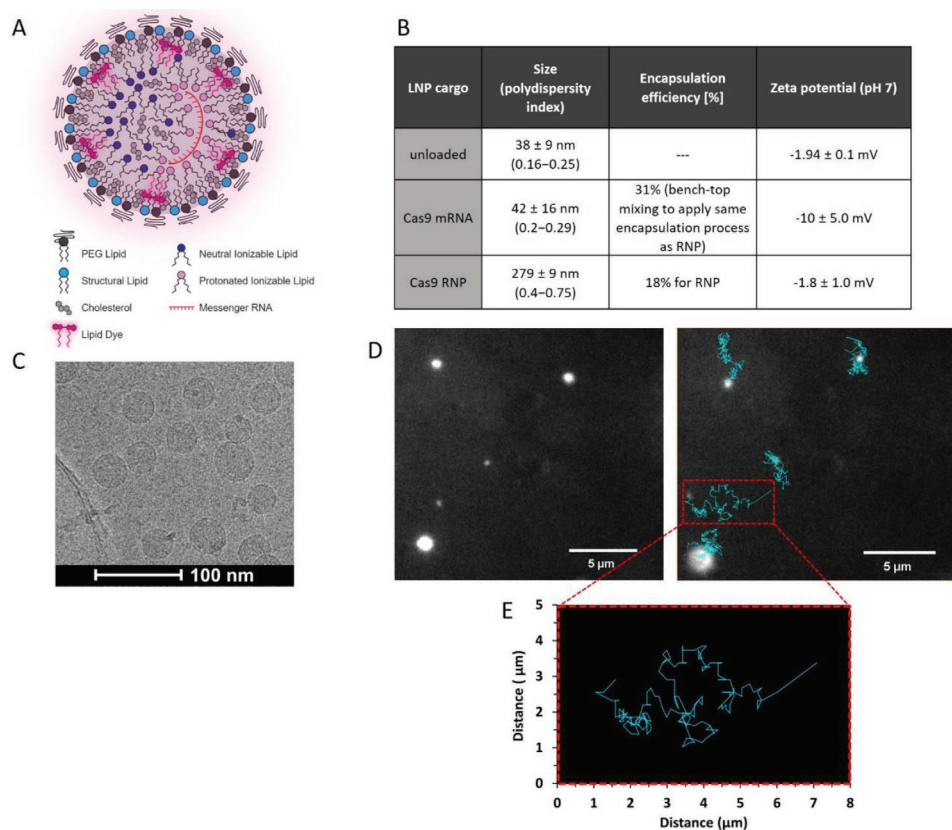 A
PEG Lipid
Neutral Ionizable Lipid
Structural Lipid
Protonated Ionizable Lipid
Cholesterol
Messenger RNA
Lipid Dye
B
LNP cargo
Size
(polydispersity
index)
Encapsulation
efficiency [%]
Zeta potential (pH 7)
unloaded
38 ± 9 nm
(0.16–0.25)
---
-1.94 ± 0.1 mV
Cas9 mRNA
42 ± 16 nm
(0.2–0.29)
31% (bench-top
mixing to apply same
encapsulation process
as RNP)
-10 ± 5.0 mV
Cas9 RNP
279 ± 9 nm
(0.4–0.75)
18% for RNP
-1.8 ± 1.0 mV
C
100 nm
D
5 µm
5 µm
E
5
4
3
2
1
0
Distance ( µm)
0 1 2 3 4 5 6 7 8
Distance (µm)